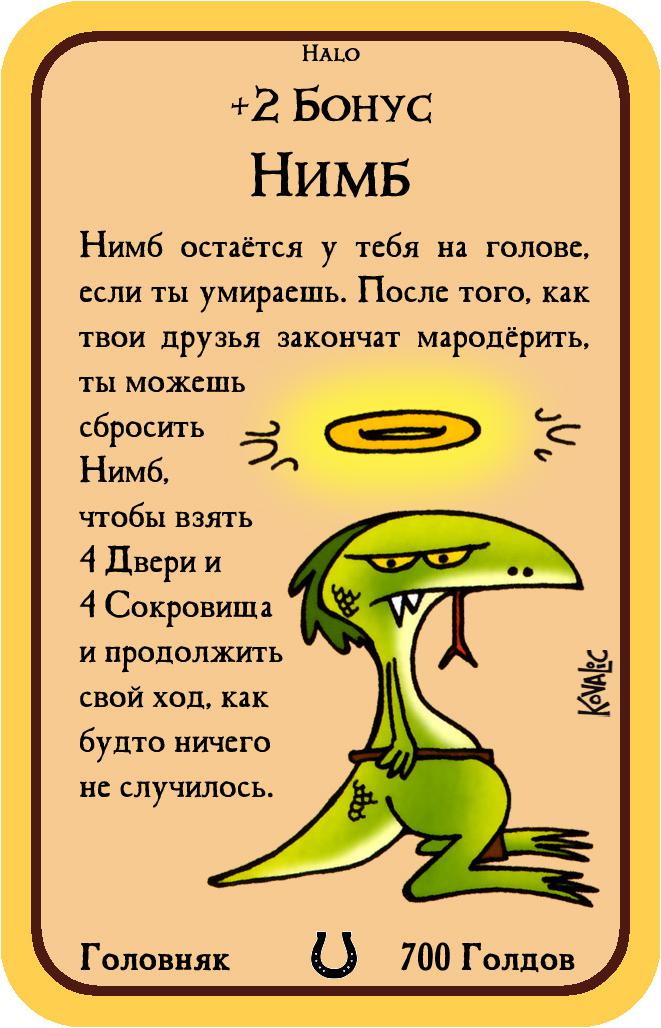 Halo
+2 Бонус
Нимб
Нимб остаётся у тебя на голове,
если ты умираешь. После того, как
твои друзья закончат мародёрить,
ты можешь
сбросить
Нимб,
чтобы взять
4 Двери и
4 Сокровища
и продолжить
свой ход, как
будто ничего
не случилось.
Kovalic
Головняк
700 Голдов